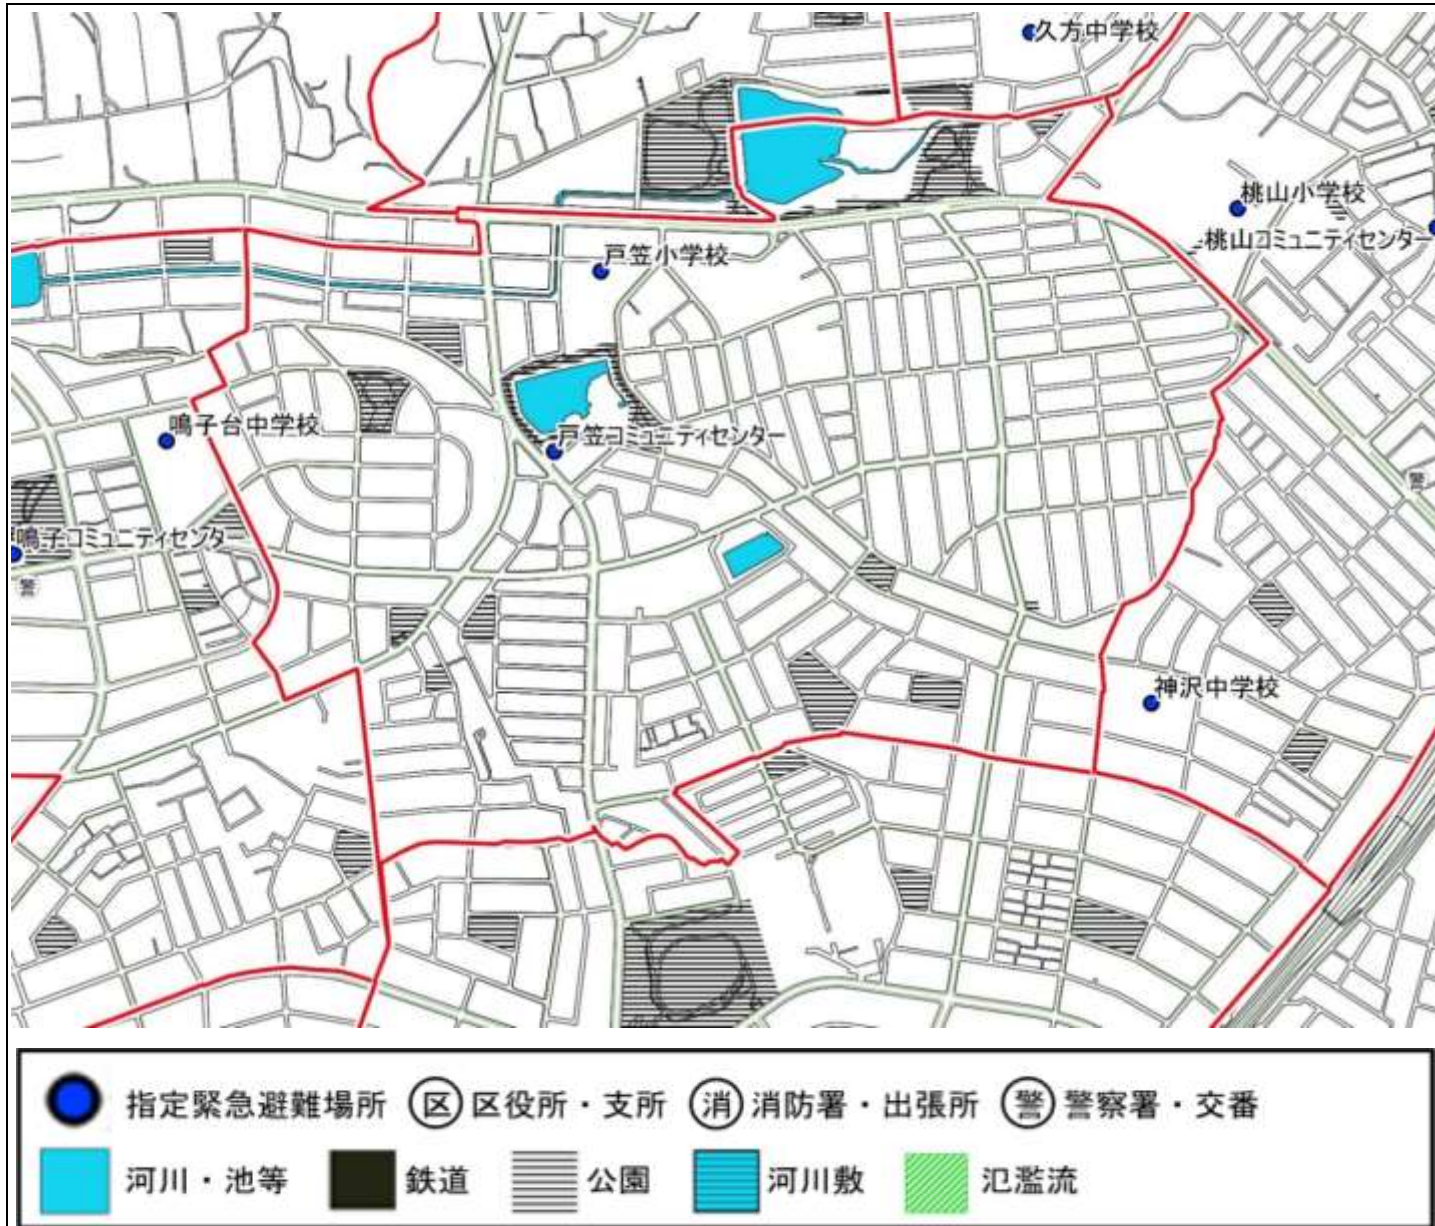 久方中学校
桃山小学校
桃山コミュニティセンター
戸笠小学校
鳴子台中学校
戸笠コミュニティセンター
警
鳴子コミュニティセンター
警
神沢中学校
指定緊急避難場所 区 区役所・支所 消 消防署・出張所 警 警察署・交番
河川・池等 鉄道 公園 河川敷 氾濫流